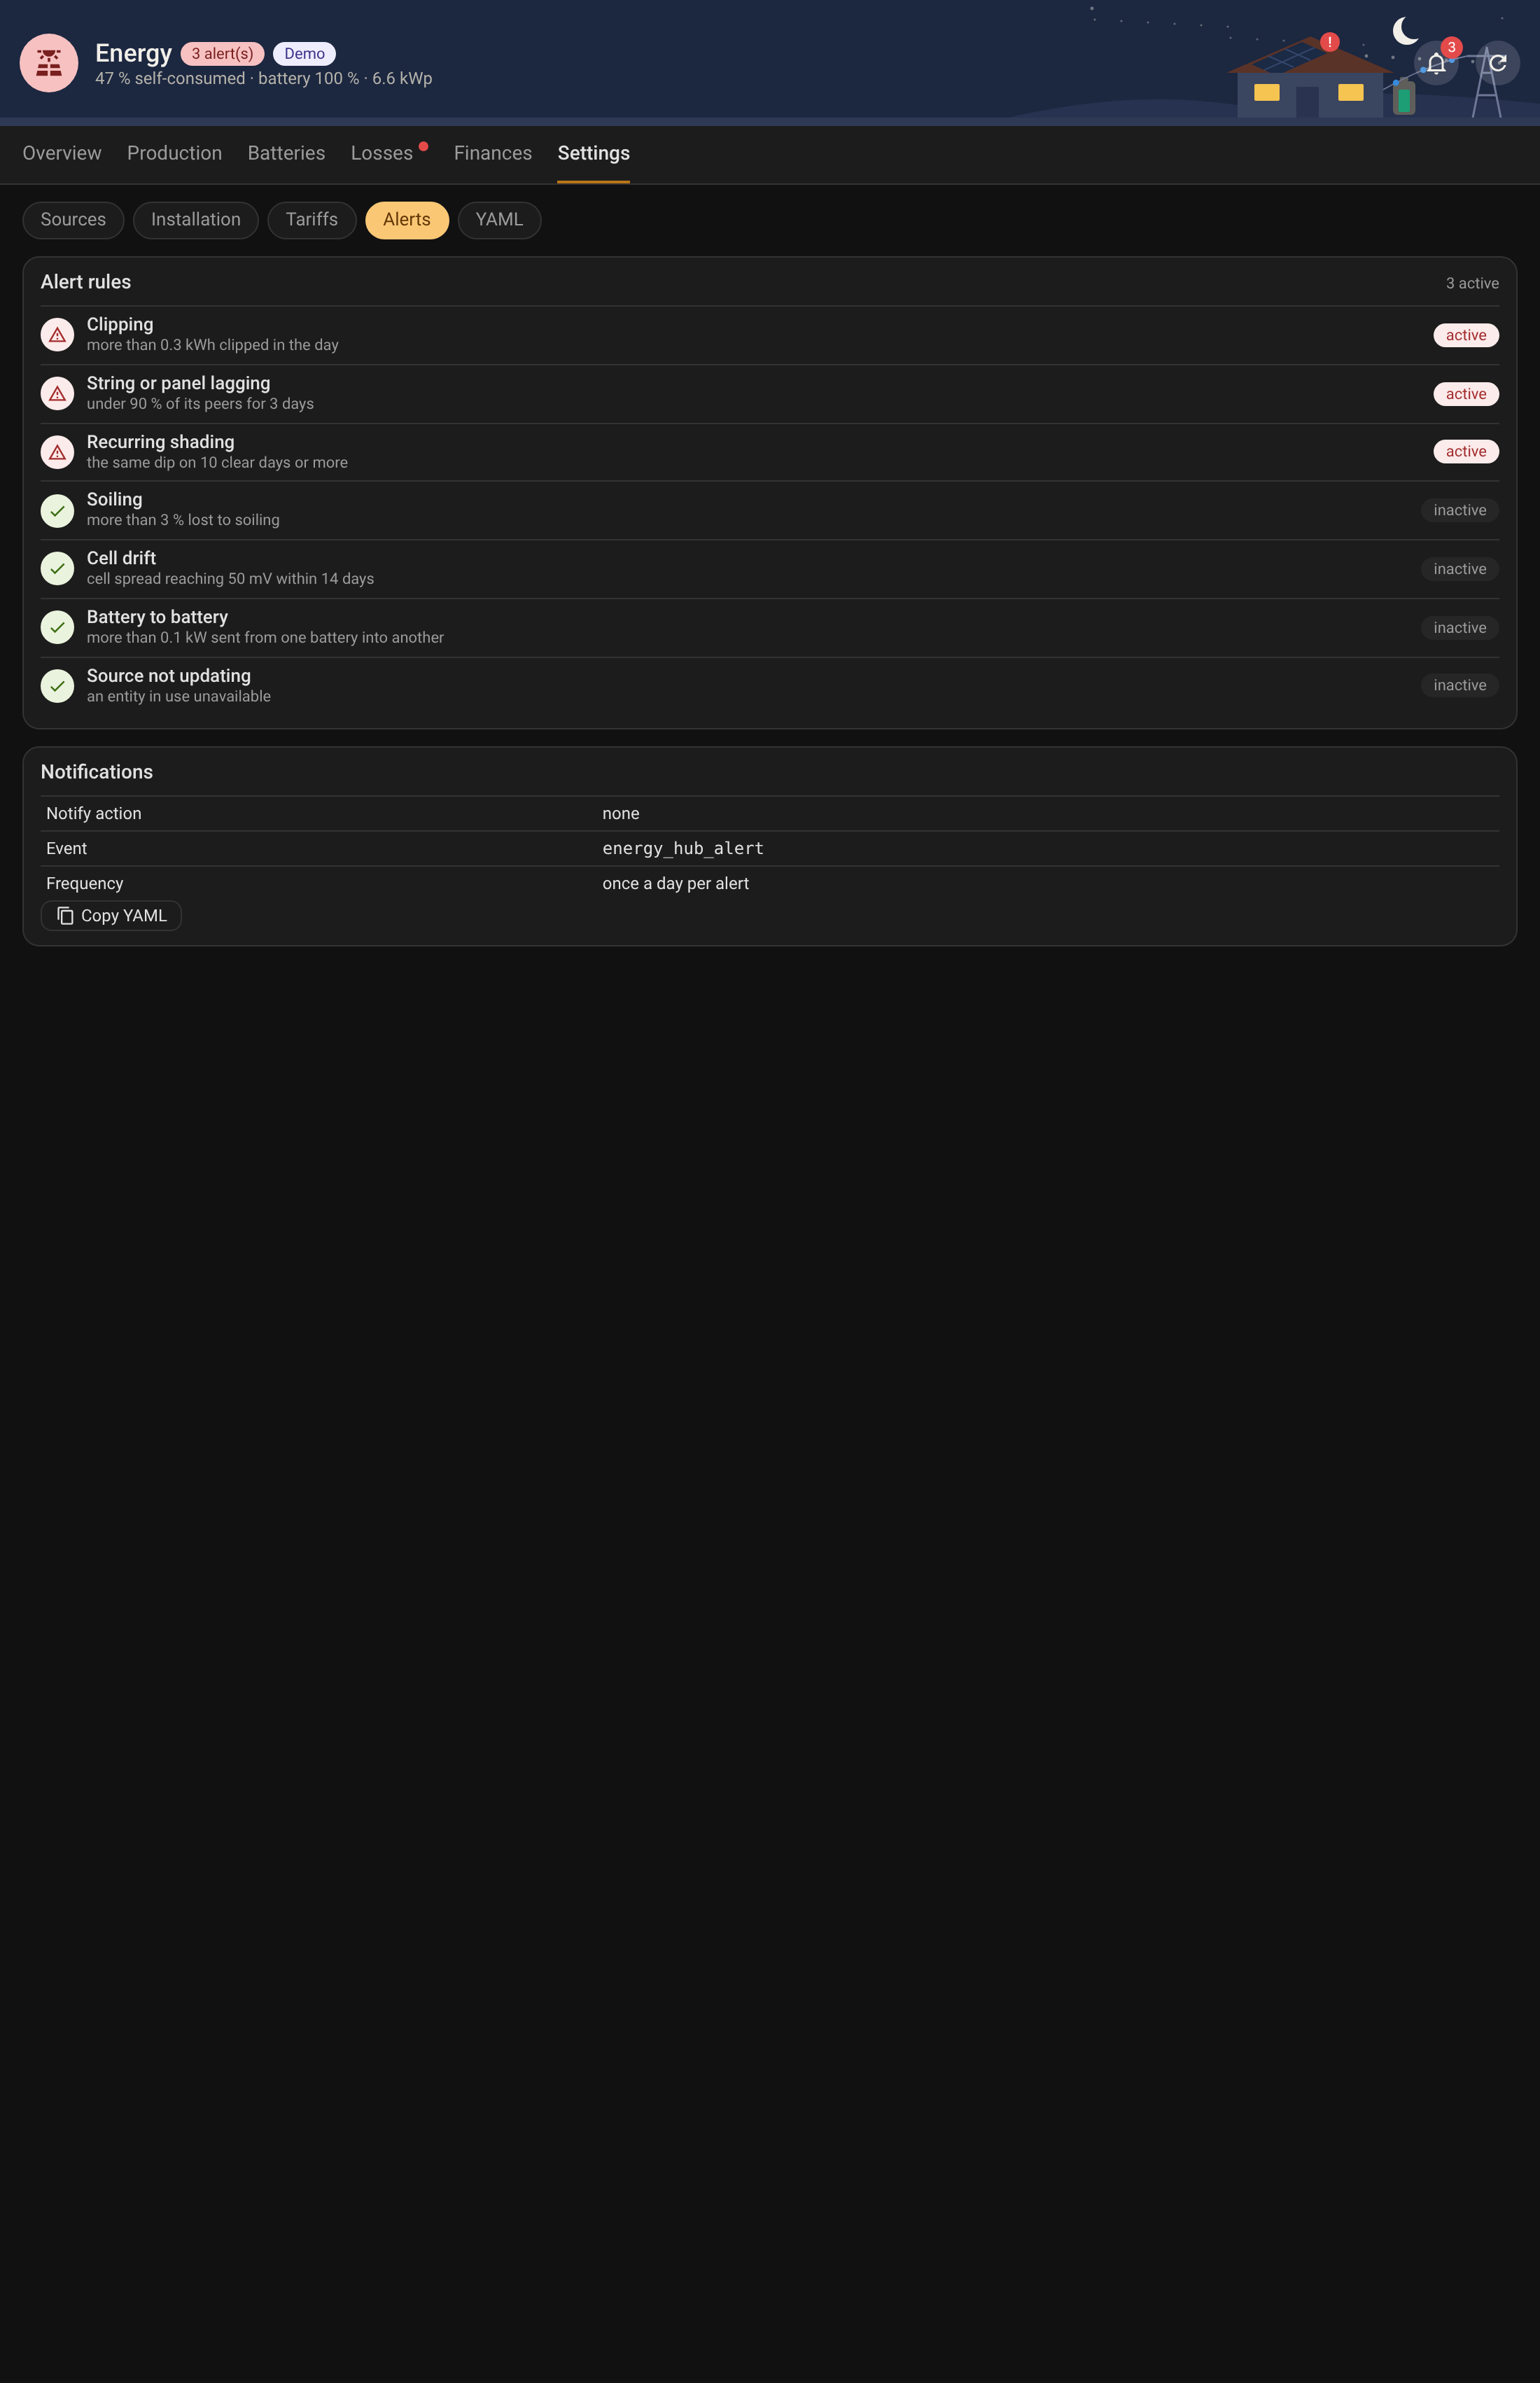 Energy 3 alert(s) Demo
47 % self-consumed · battery 100 % · 6.6 kWp
!
3
Overview Production Batteries Losses Finances Settings
Sources Installation Tariffs Alerts YAML
Alert rules 3 active
Clipping
more than 0.3 kWh clipped in the day
active
String or panel lagging
under 90 % of its peers for 3 days
active
Recurring shading
the same dip on 10 clear days or more
active
Soiling
more than 3 % lost to soiling
inactive
Cell drift
cell spread reaching 50 mV within 14 days
inactive
Battery to battery
more than 0.1 kW sent from one battery into another
inactive
Source not updating
an entity in use unavailable
inactive
Notifications
Notify action none
Event energy_hub_alert
Frequency once a day per alert
Copy YAML